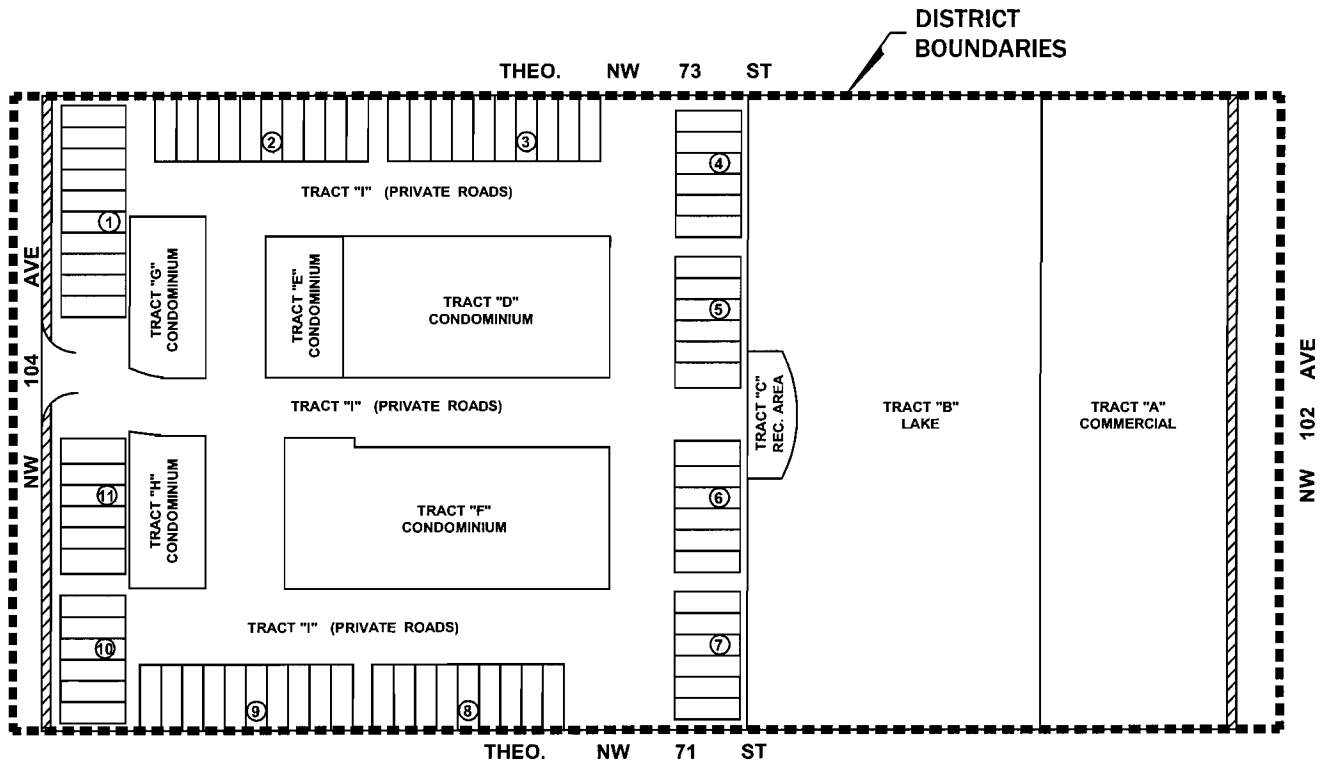 DISTRICT
BOUNDARIES
THEO. NW 73 ST
2
3
4
1
TRACT "I" (PRIVATE ROADS)
NW 104 AVE
TRACT "G"
CONDOMINIUM
TRACT "E"
CONDOMINIUM
TRACT "D"
CONDOMINIUM
5
TRACT "I" (PRIVATE ROADS)
TRACT "C"
REC. AREA
TRACT "B"
LAKE
TRACT "A"
COMMERCIAL
NW 102 AVE
11
TRACT "H"
CONDOMINIUM
TRACT "F"
CONDOMINIUM
6
TRACT "I" (PRIVATE ROADS)
10
7
9
8
THEO. NW 71 ST